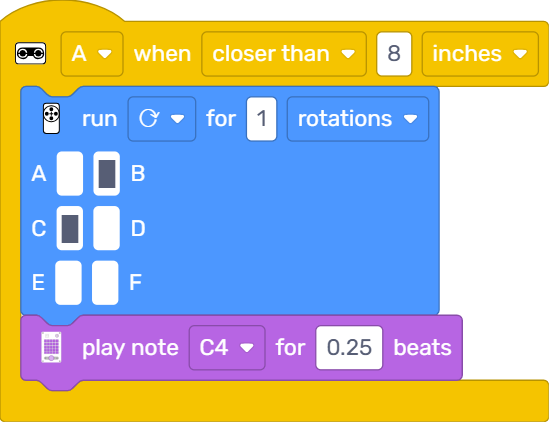 A when closer than 8 inches
run for 1 rotations
A B
C D
E F
play note C4 for 0.25 beats